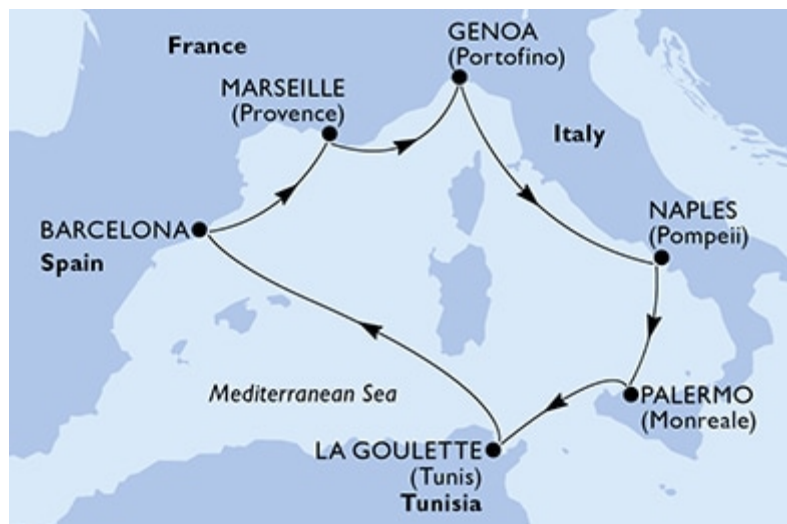 France
GENOA
(Portofino)
MARSEILLE
(Provence)
Italy
NAPLES
(Pompeii)
BARCELONA
Spain
Mediterranean Sea
PALERMO
(Monreale)
LA GOULETTE
(Tunis)
Tunisia